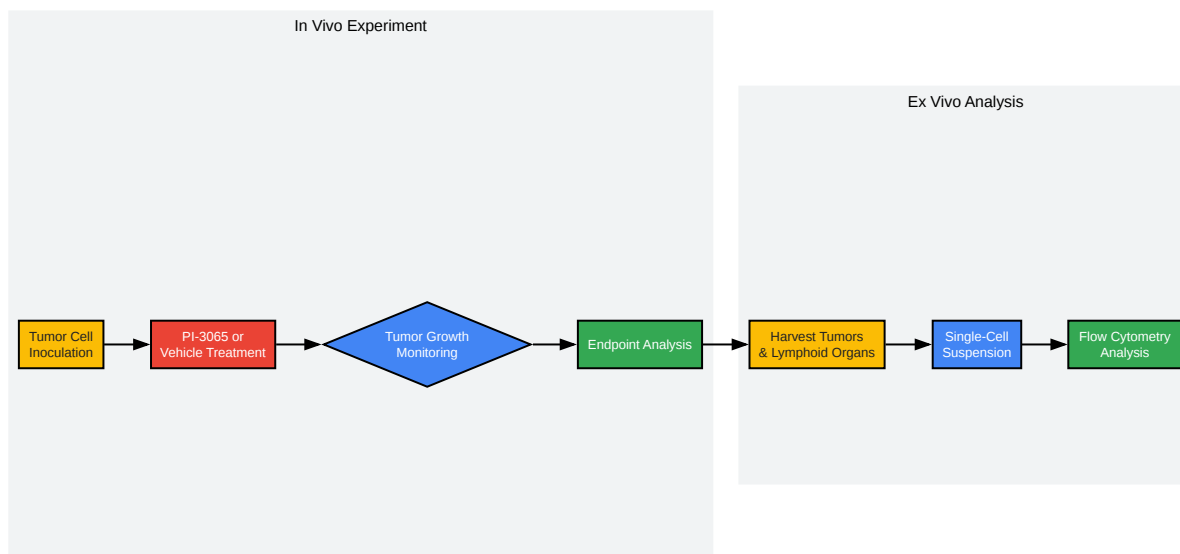 In Vivo Experiment
Ex Vivo Analysis
Tumor Cell
Inoculation
PI-3065 or
Vehicle Treatment
Tumor Growth
Monitoring
Endpoint Analysis
Harvest Tumors
& Lymphoid Organs
Single-Cell
Suspension
Flow Cytometry
Analysis